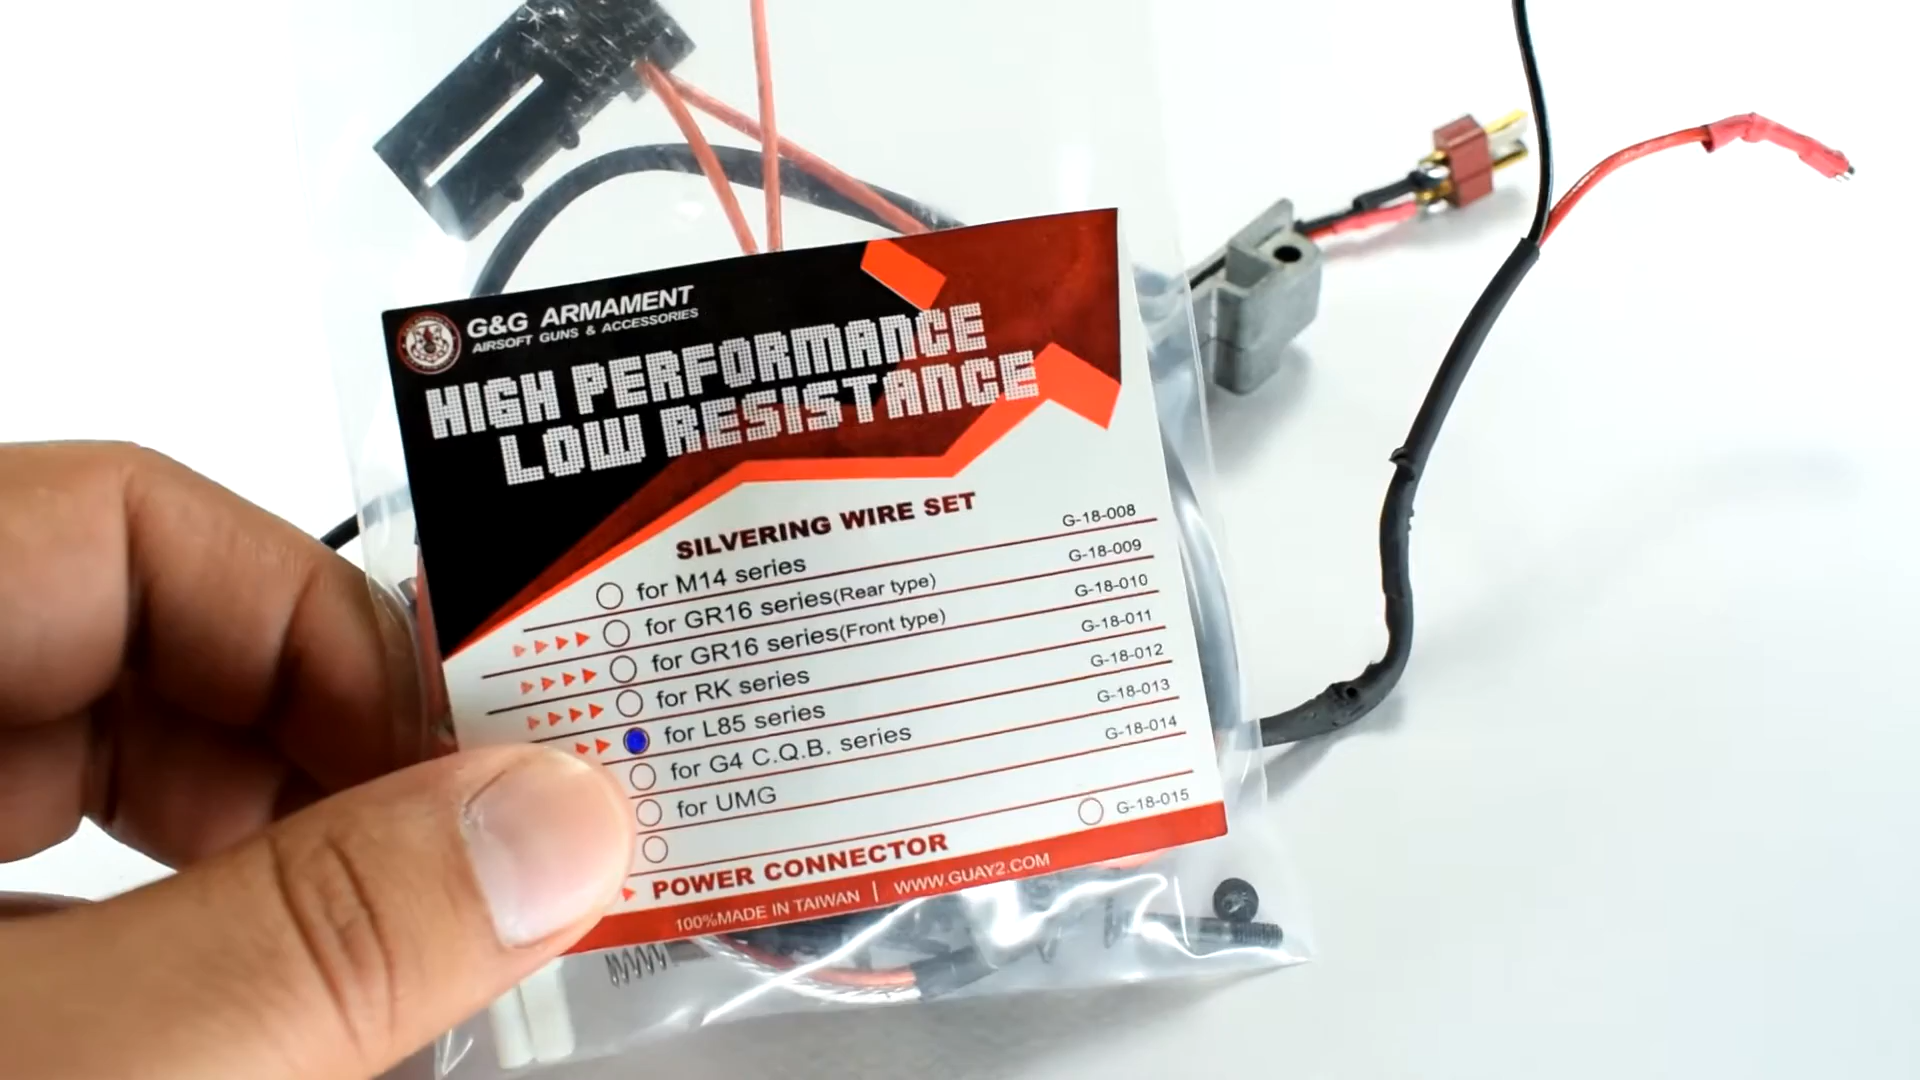 G&G ARMAMENT
AIRSOFT GUNS & ACCESSORIES
HIGH PERFORMANCE
LOW RESISTANCE
SILVERING WIRE SET
for M14 series G-18-008
for GR16 series(Rear type) G-18-009
for GR16 series(Front type) G-18-010
for RK series G-18-011
for L85 series G-18-012
for G4 C.Q.B. series G-18-013
for UMG G-18-014
POWER CONNECTOR G-18-015
100%MADE IN TAIWAN | WWW.GUAY2.COM